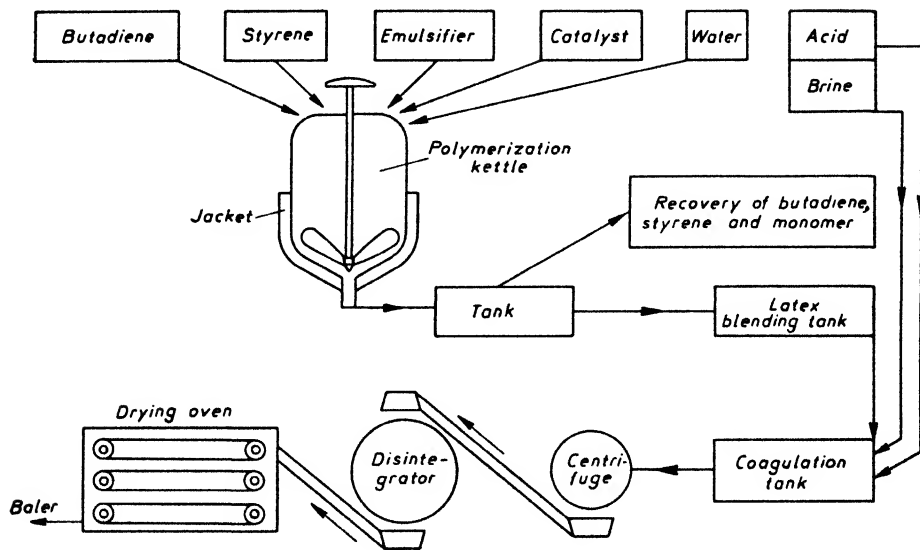 Butadiene
Styrene
Emulsifier
Catalyst
Water
Acid
Brine
Polymerization
kettle
Jacket
Recovery of butadiene,
styrene and monomer
Tank
Latex
blending tank
Drying oven
Disinte-
grator
Centri-
fuge
Coagulation
tank
Baler